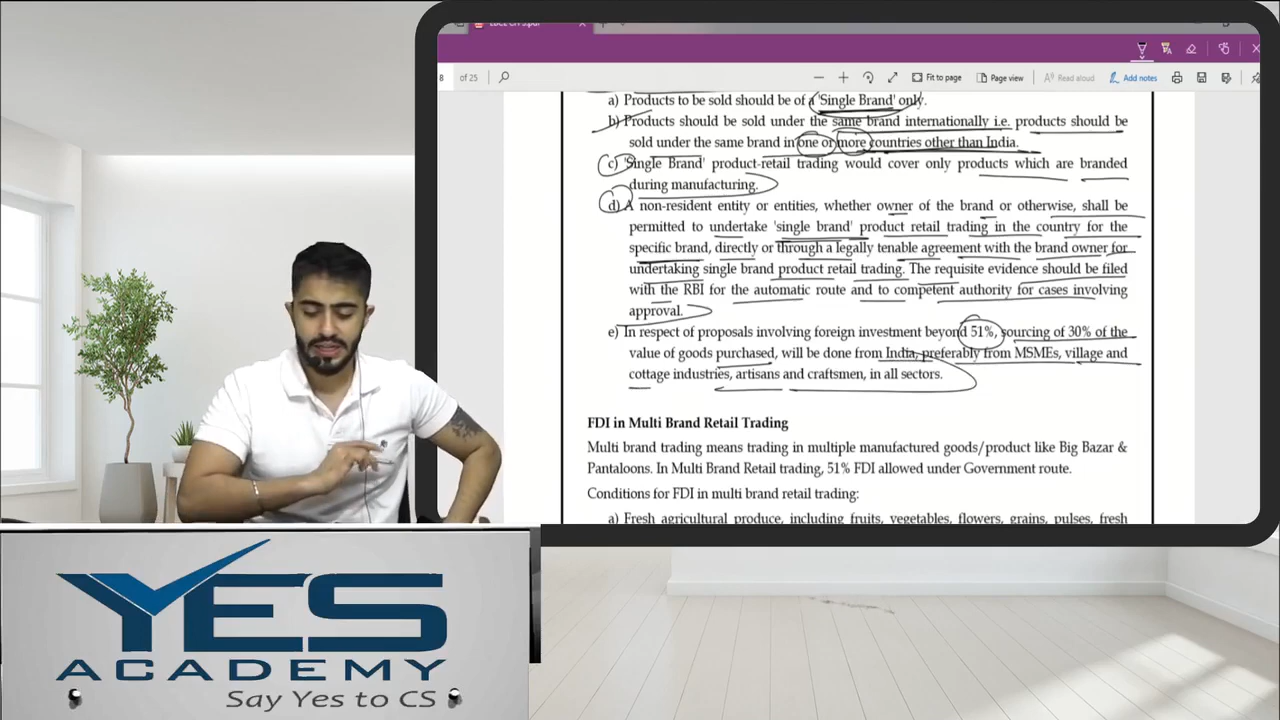 8 of 25
Fit to page
Page view
Read aloud
Add notes
a) Products to be sold should be of a 'Single Brand' only.
b) Products should be sold under the same brand internationally i.e. products should be
sold under the same brand in one or more countries other than India.
c) 'Single Brand' product-retail trading would cover only products which are branded
during manufacturing.
d) A non-resident entity or entities, whether owner of the brand or otherwise, shall be
permitted to undertake 'single brand' product retail trading in the country for the
specific brand, directly or through a legally tenable agreement with the brand owner for
undertaking single brand product retail trading. The requisite evidence should be filed
with the RBI for the automatic route and to competent authority for cases involving
approval.
e) In respect of proposals involving foreign investment beyond 51%, sourcing of 30% of the
value of goods purchased, will be done from India, preferably from MSMEs, village and
cottage industries, artisans and craftsmen, in all sectors.
FDI in Multi Brand Retail Trading
Multi brand trading means trading in multiple manufactured goods/product like Big Bazar &
Pantaloons. In Multi Brand Retail trading, 51% FDI allowed under Government route.
Conditions for FDI in multi brand retail trading:
a) Fresh agricultural produce, including fruits, vegetables, flowers, grains, pulses, fresh
YES
ACADEMY
Say Yes to CS